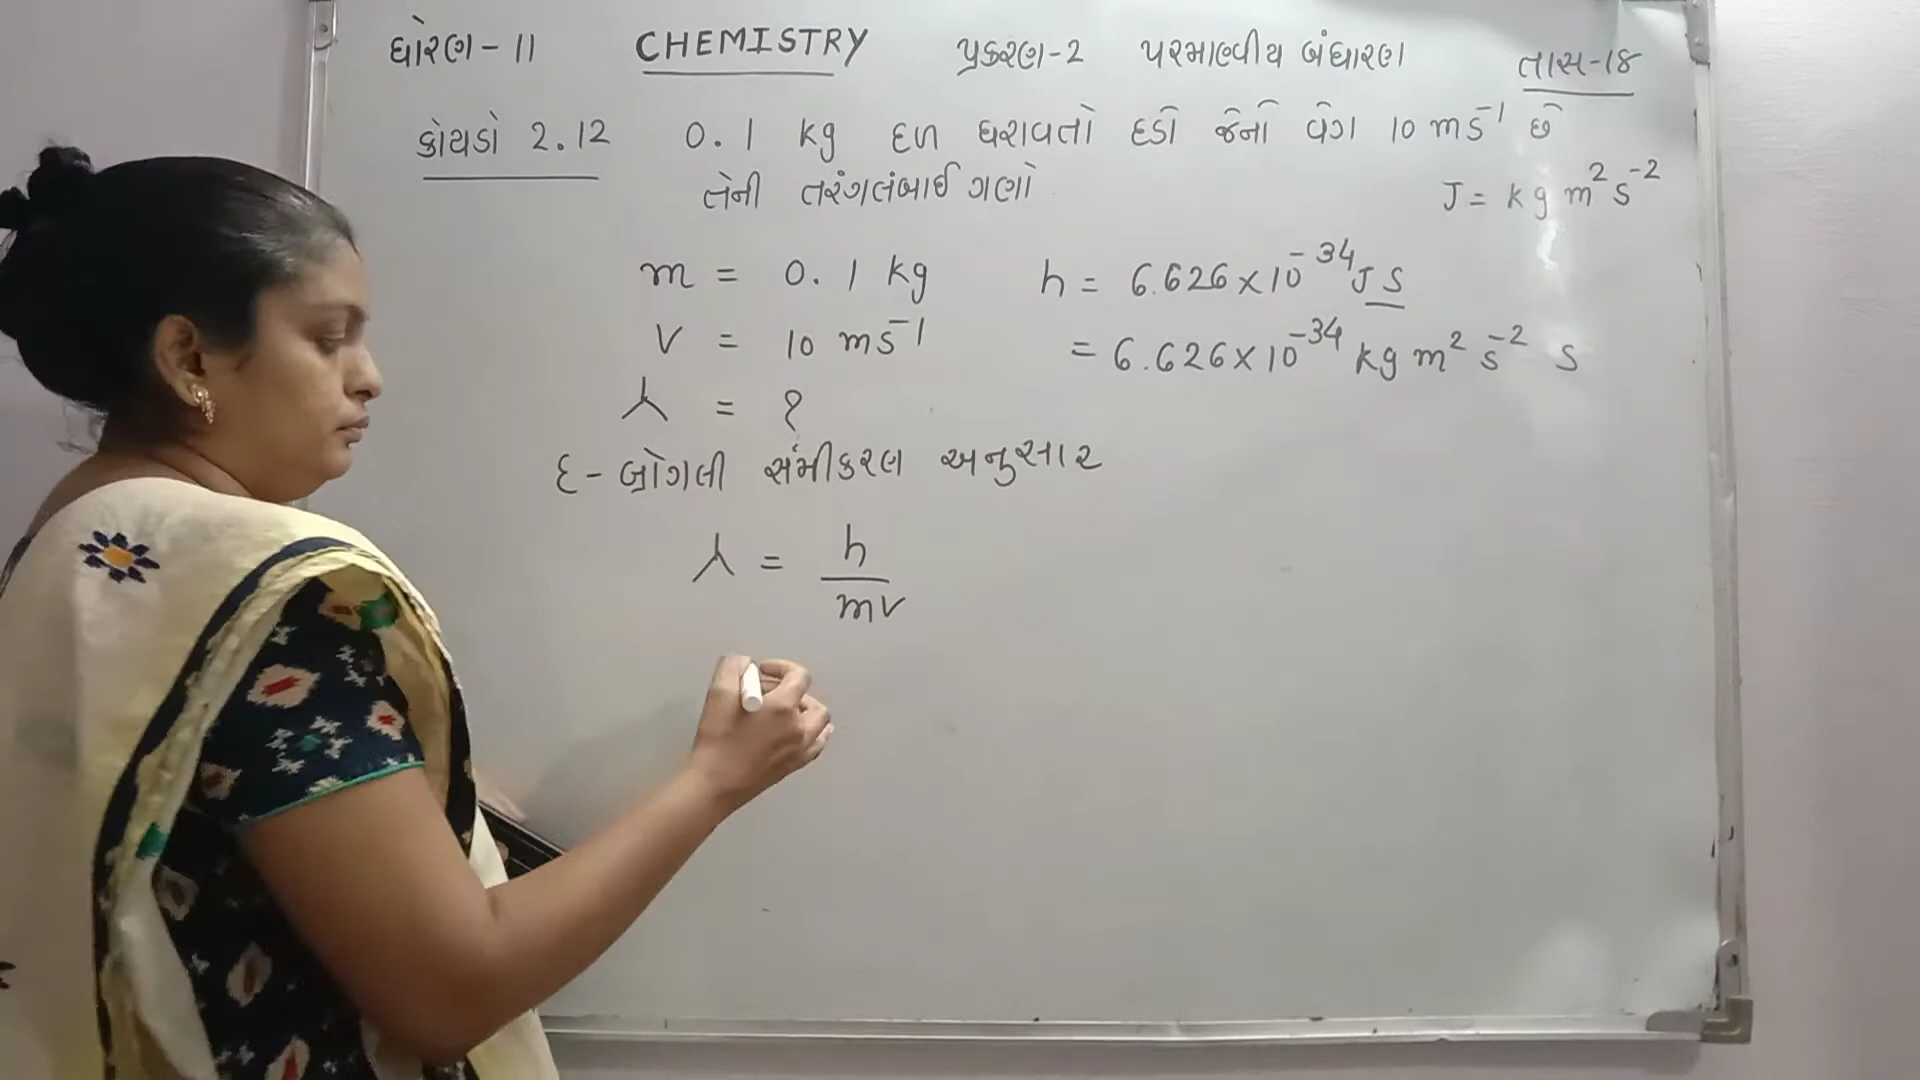 ધોરણ - 11 CHEMISTRY પ્રકરણ-2 પરમાણ્વીય બંધારણ તાસ-18
કોયડો 2.12 0.1 kg દળ ધરાવતો દડો જેનો વેગ 10 ms⁻¹ છે
તેની તરંગલંબાઈ ગણો
J = kg m² s⁻²
m = 0.1 kg h = 6.626×10⁻³⁴ J S
v = 10 ms⁻¹ = 6.626×10⁻³⁴ kg m² s⁻² s
λ = ?
દ-બ્રોગલી સમીકરણ અનુસાર
λ = h / mv